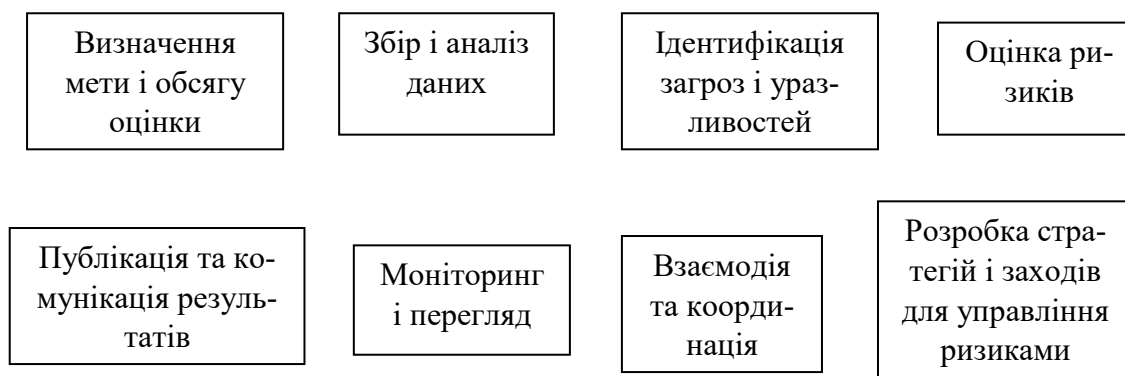 Визначення
мети і обсягу
оцінки
Збір і аналіз
даних
Ідентифікація
загроз і ураз-
ливостей
Оцінка ри-
зиків
Публікація та ко-
мунікація резуль-
татів
Моніторинг
і перегляд
Взаємодія
та коорди-
нація
Розробка стра-
тегій і заходів
для управління
ризиками